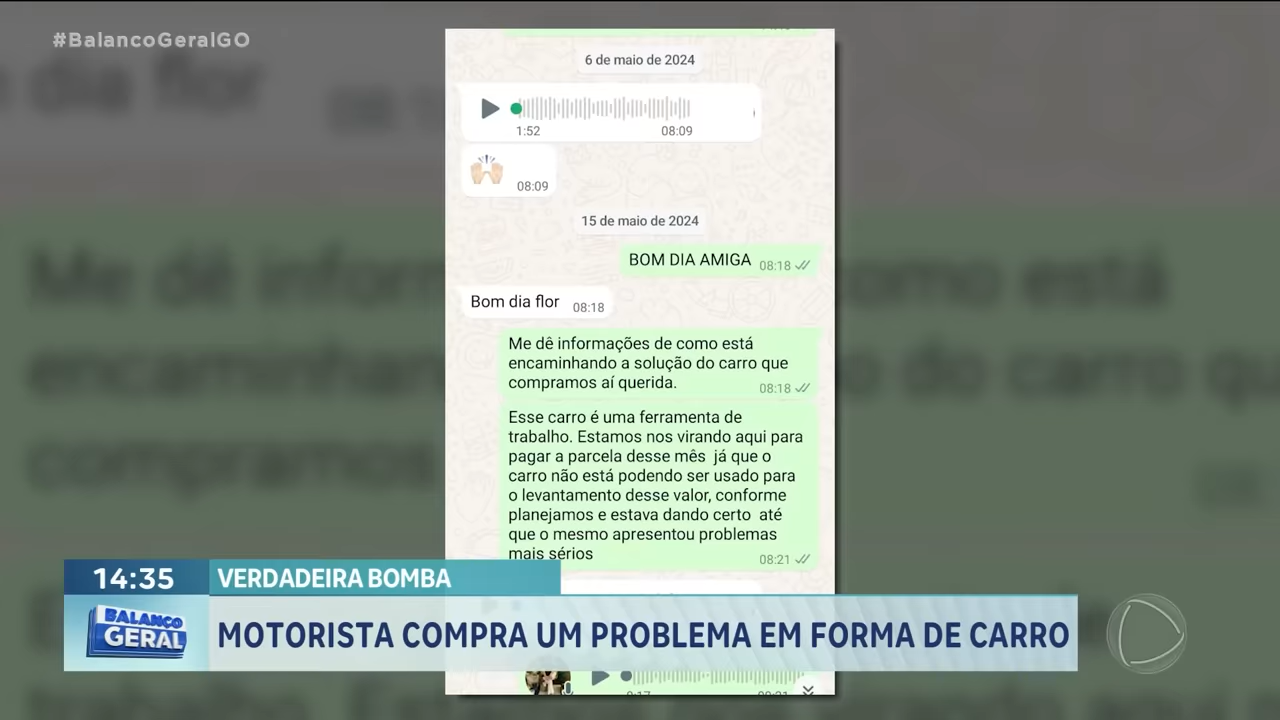 #BalancoGeralGO
6 de maio de 2024
1:52
08:09
08:09
15 de maio de 2024
BOM DIA AMIGA 08:18
Bom dia flor 08:18
Me dê informações de como está
encaminhando a solução do carro que
compramos aí querida.
08:18
Esse carro é uma ferramenta de
trabalho. Estamos nos virando aqui para
pagar a parcela desse mês já que o
carro não está podendo ser usado para
o levantamento desse valor, conforme
planejamos e estava dando certo até
que o mesmo apresentou problemas
mais sérios
08:21
14:35
VERDADEIRA BOMBA
BALANÇO
GERAL
MOTORISTA COMPRA UM PROBLEMA EM FORMA DE CARRO